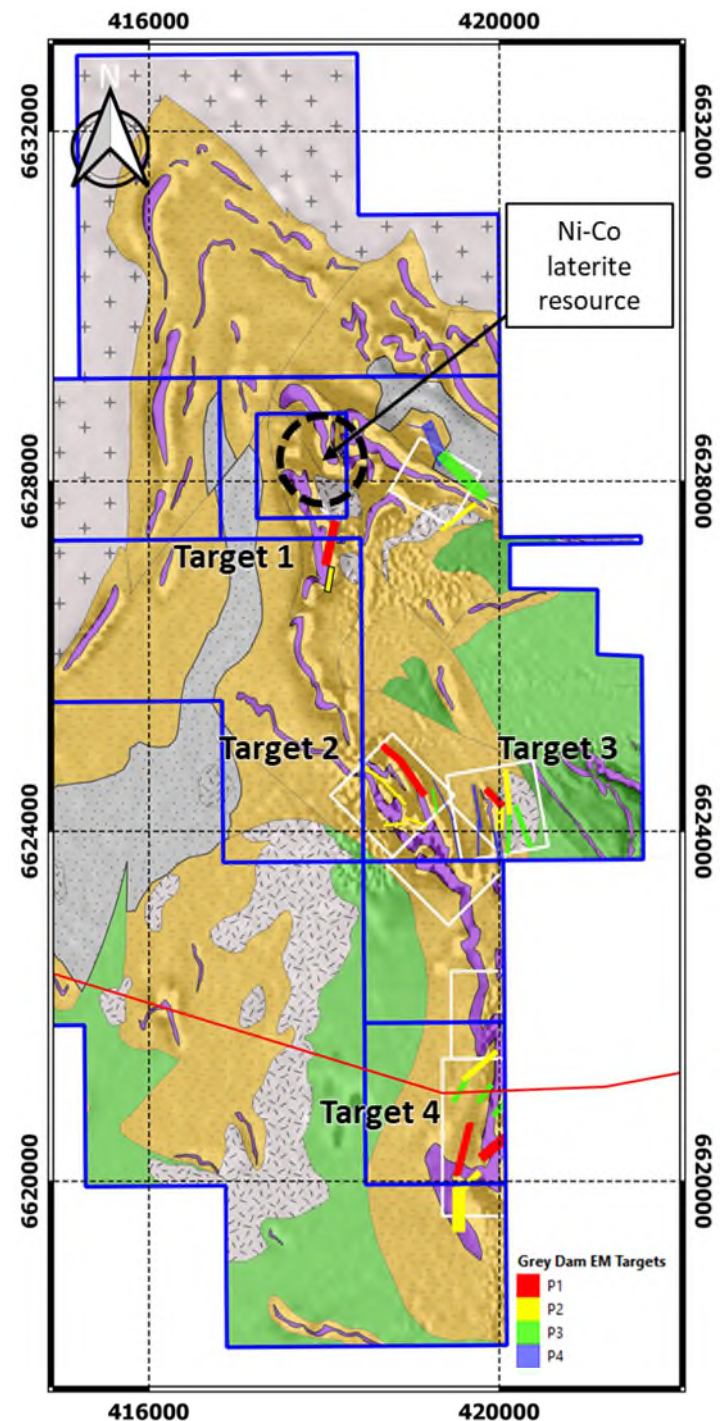 416000
420000
N
6632000
6632000
Ni-Co
laterite
resource
6628000
6628000
Target 1
Target 2
Target 3
6624000
6624000
Target 4
6620000
6620000
Grey Dam EM Targets
P1
P2
P3
P4
416000
420000